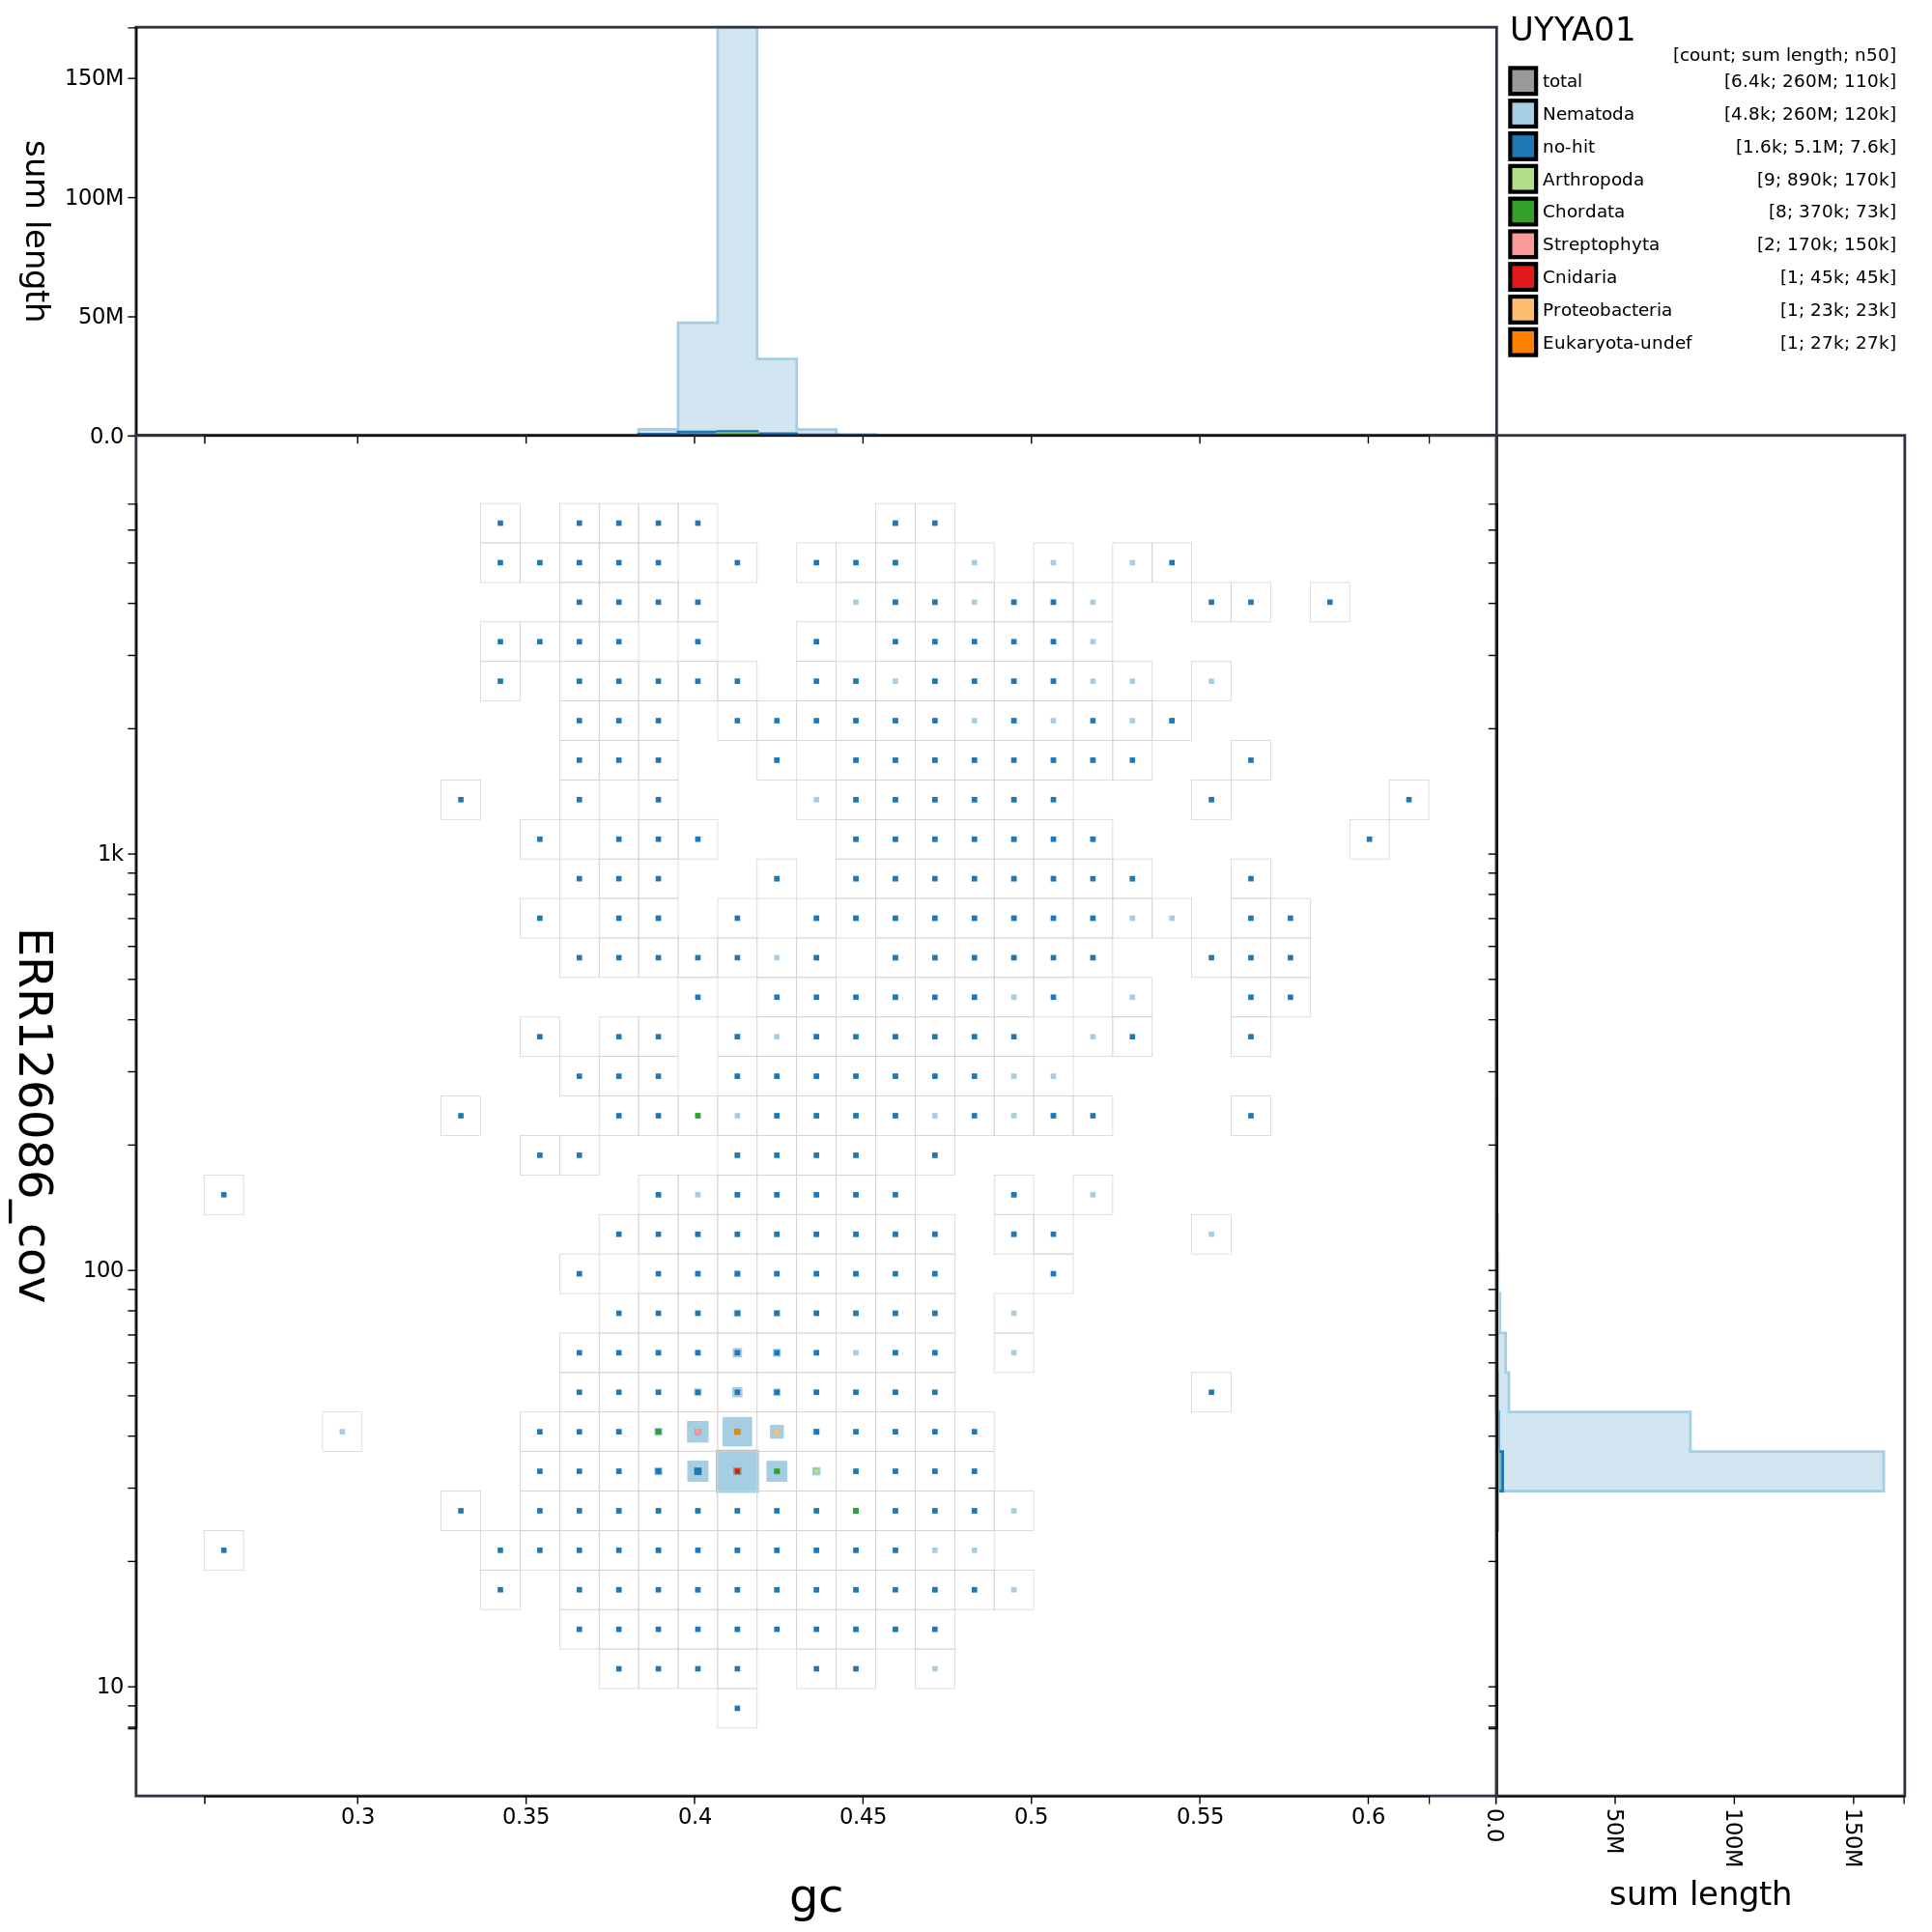 UYYA01
[count; sum length; n50]
total [6.4k; 260M; 110k]
Nematoda [4.8k; 260M; 120k]
no-hit [1.6k; 5.1M; 7.6k]
Arthropoda [9; 890k; 170k]
Chordata [8; 370k; 73k]
Streptophyta [2; 170k; 150k]
Cnidaria [1; 45k; 45k]
Proteobacteria [1; 23k; 23k]
Eukaryota-undef [1; 27k; 27k]
sum length
150M
100M
50M
0.0
ERR126086_cov
1k
100
10
0.3 0.35 0.4 0.45 0.5 0.55 0.6
gc
0.0 50M 100M 150M
sum length